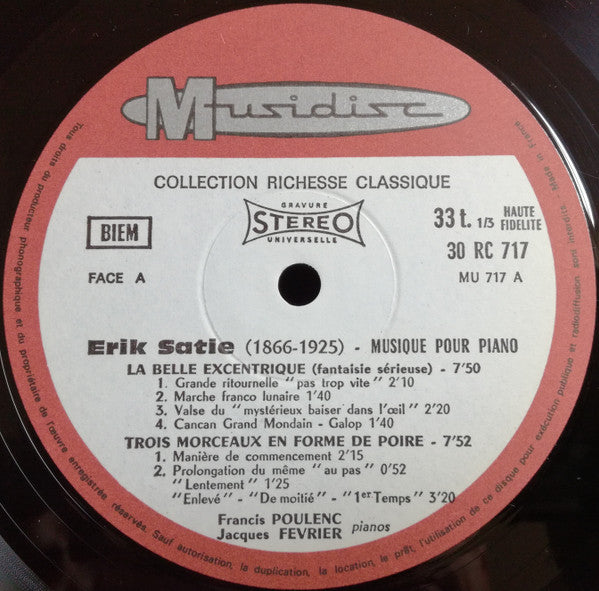 Musidisc
COLLECTION RICHESSE CLASSIQUE
BIEM
GRAVURE
STEREO
UNIVERSELLE
33 t. 1/3 HAUTE FIDELITE
30 RC 717
FACE A
MU 717 A
Erik Satie (1866-1925) - MUSIQUE POUR PIANO
LA BELLE EXCENTRIQUE (fantaisie sérieuse) - 7'50
1. Grande ritournelle "pas trop vite" 2'10
2. Marche franco lunaire 1'40
3. Valse du "mystérieux baiser dans l'œil" 2'20
4. Cancan Grand Mondain - Galop 1'40
TROIS MORCEAUX EN FORME DE POIRE - 7'52
1. Manière de commencement 2'15
2. Prolongation du même "au pas" 0'52
"Lentement" 1'25
"Enlevé" - "De moitié" - "1er Temps" 3'20
Francis POULENC
Jacques FEVRIER
pianos
Tous droits du producteur phonographique et du propriétaire de l'œuvre enregistrée, réservés. Sauf autorisation, la duplication, la location, le prêt, l'utilisation de ce disque pour exécution publique et radiodiffusion, sont interdits. Made in France